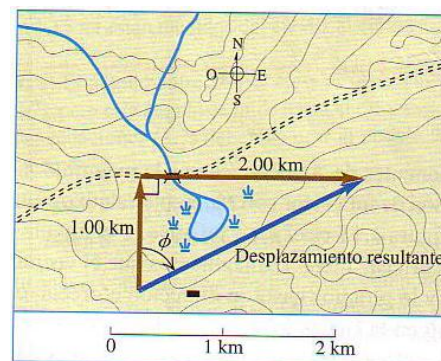 N
O E
S
2.00 km
1.00 km
ϕ
Desplazamiento resultante
0 1 km 2 km